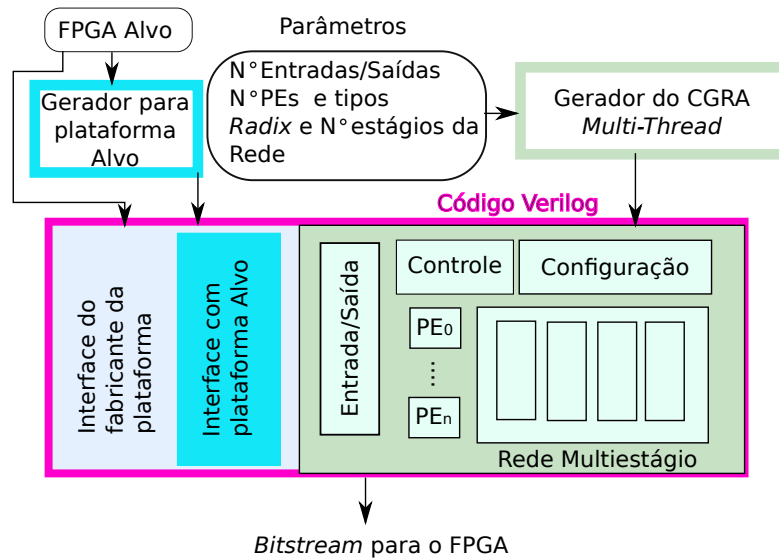 FPGA Alvo
Parâmetros
Gerador para
plataforma
Alvo
N°Entradas/Saídas
N°PEs e tipos
Radix e N°estágios da
Rede
Gerador do CGRA
Multi-Thread
Código Verilog
Interface do
fabricante da
plataforma
Interface com
plataforma Alvo
Entrada/Saída
Controle
Configuração
PE0
....
PEn
Rede Multiestágio
Bitstream para o FPGA